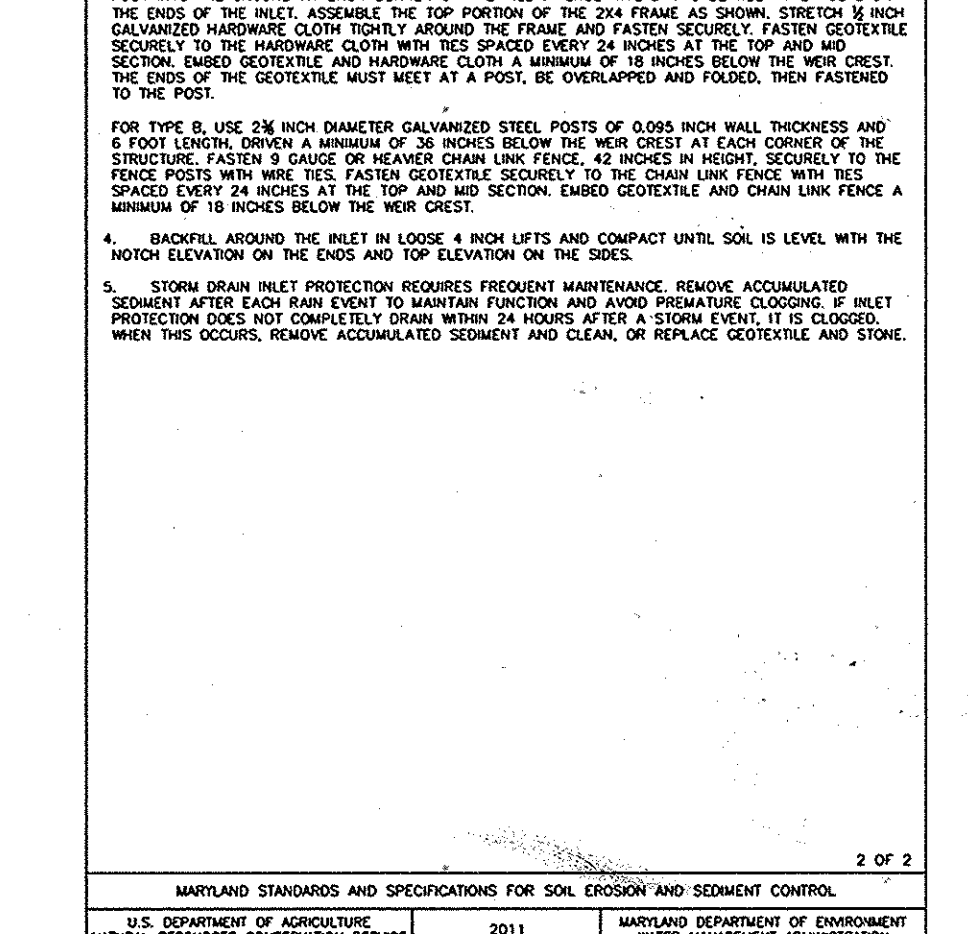 THE ENDS OF THE INLET. ASSEMBLE THE TOP PORTION OF THE 2X4 FRAME AS SHOWN. STRETCH ½ INCH
GALVANIZED HARDWARE CLOTH TIGHTLY AROUND THE FRAME AND FASTEN SECURELY. FASTEN GEOTEXTILE
SECURELY TO THE HARDWARE CLOTH WITH TIES SPACED EVERY 24 INCHES AT THE TOP AND MID
SECTION. EMBED GEOTEXTILE AND HARDWARE CLOTH A MINIMUM OF 18 INCHES BELOW THE WEIR CREST.
THE ENDS OF THE GEOTEXTILE MUST MEET AT A POST, BE OVERLAPPED AND FOLDED, THEN FASTENED
TO THE POST.
FOR TYPE B, USE 2⅜ INCH DIAMETER GALVANIZED STEEL POSTS OF 0.095 INCH WALL THICKNESS AND
6 FOOT LENGTH, DRIVEN A MINIMUM OF 36 INCHES BELOW THE WEIR CREST AT EACH CORNER OF THE
STRUCTURE. FASTEN 9 GAUGE OR HEAVIER CHAIN LINK FENCE, 42 INCHES IN HEIGHT, SECURELY TO THE
FENCE POSTS WITH WIRE TIES. FASTEN GEOTEXTILE SECURELY TO THE CHAIN LINK FENCE WITH TIES
SPACED EVERY 24 INCHES AT THE TOP AND MID SECTION. EMBED GEOTEXTILE AND CHAIN LINK FENCE A
MINIMUM OF 18 INCHES BELOW THE WEIR CREST.
4. BACKFILL AROUND THE INLET IN LOOSE 4 INCH LIFTS AND COMPACT UNTIL SOIL IS LEVEL WITH THE
NOTCH ELEVATION ON THE ENDS AND TOP ELEVATION ON THE SIDES.
5. STORM DRAIN INLET PROTECTION REQUIRES FREQUENT MAINTENANCE. REMOVE ACCUMULATED
SEDIMENT AFTER EACH RAIN EVENT TO MAINTAIN FUNCTION AND AVOID PREMATURE CLOGGING. IF INLET
PROTECTION DOES NOT COMPLETELY DRAIN WITHIN 24 HOURS AFTER A STORM EVENT, IT IS CLOGGED.
WHEN THIS OCCURS, REMOVE ACCUMULATED SEDIMENT AND CLEAN, OR REPLACE GEOTEXTILE AND STONE.
2 OF 2
MARYLAND STANDARDS AND SPECIFICATIONS FOR SOIL EROSION AND SEDIMENT CONTROL
U.S. DEPARTMENT OF AGRICULTURE
2011
MARYLAND DEPARTMENT OF ENVIRONMENT